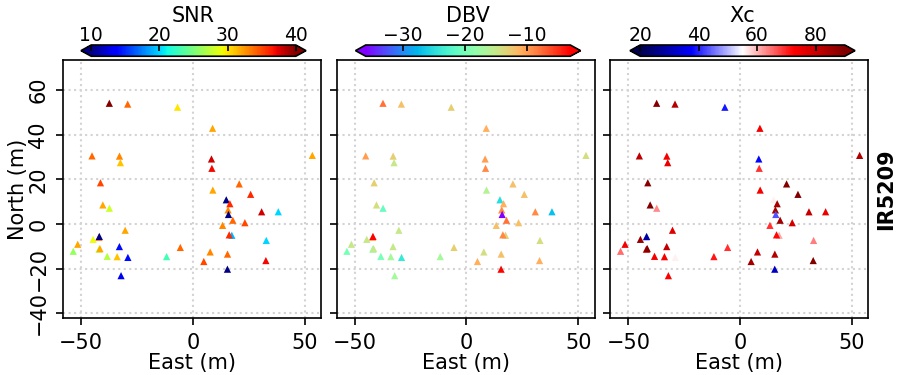 SNR DBV Xc
10 20 30 40 −30 −20 −10 20 40 60 80
60
40
20
0
−20
−40
North (m)
IR5209
−50 0 50 −50 0 50 −50 0 50
East (m) East (m) East (m)